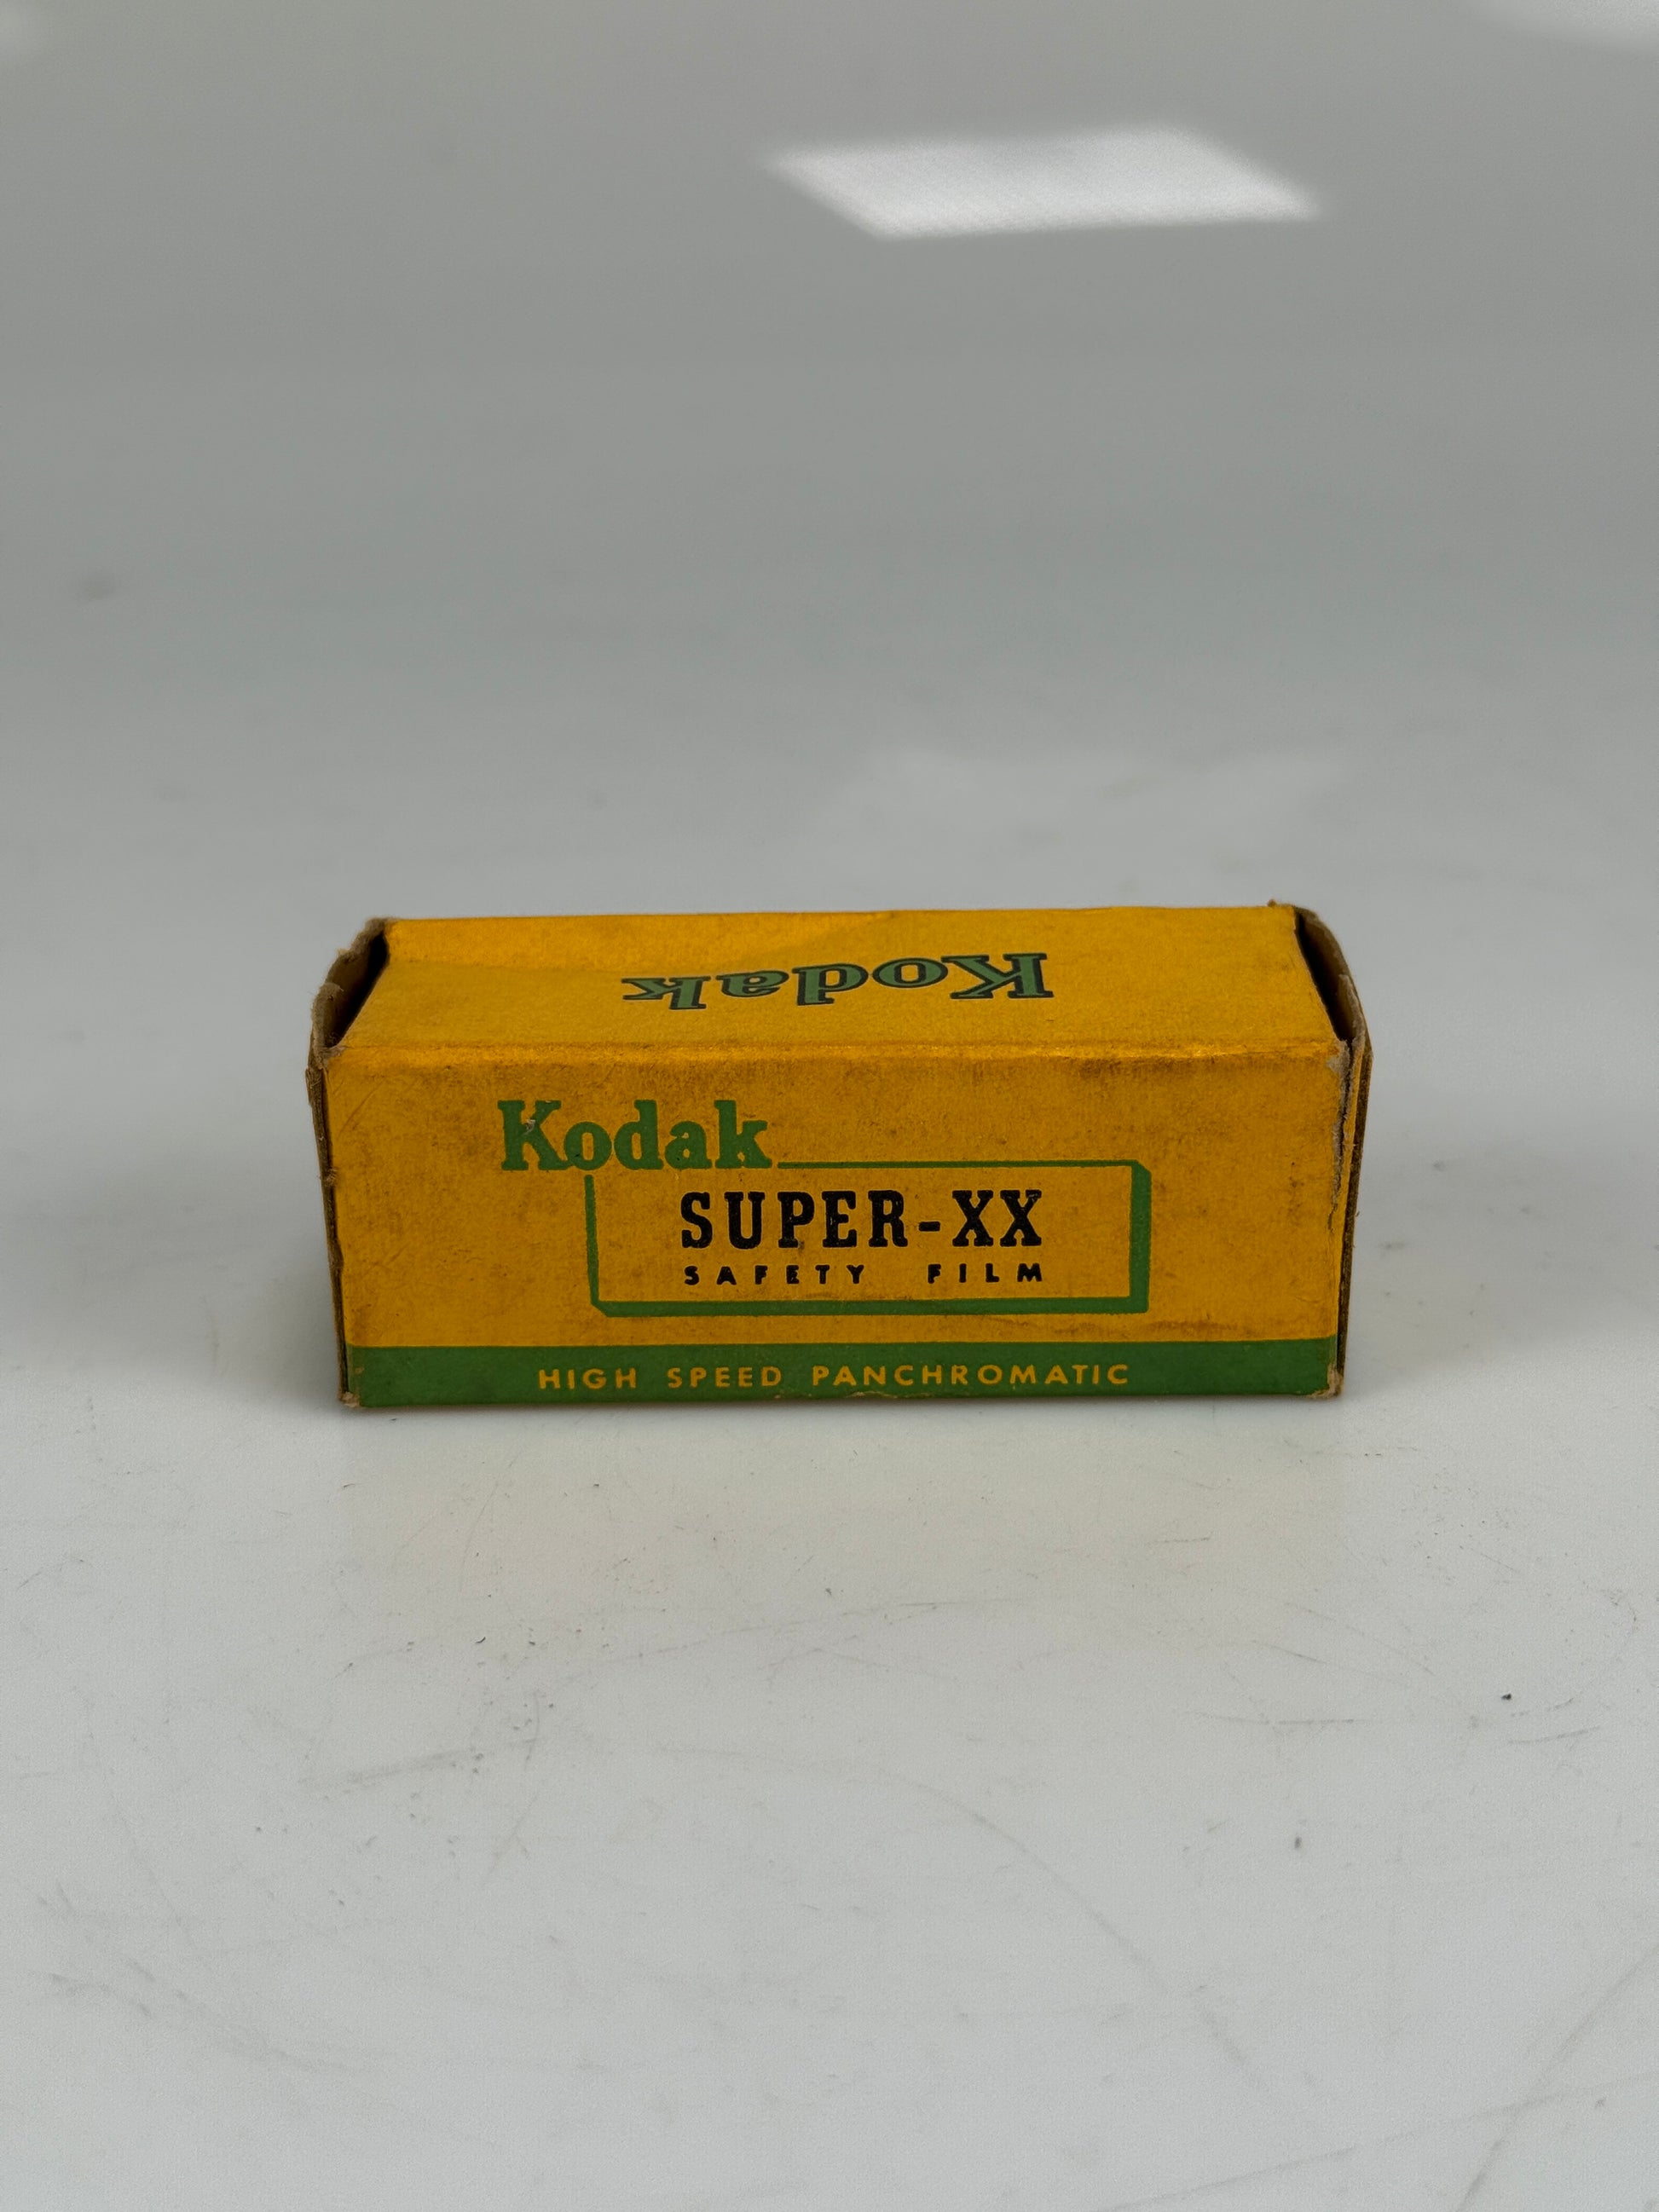 Kodak
Kodak
SUPER-XX
SAFETY FILM
HIGH SPEED PANCHROMATIC